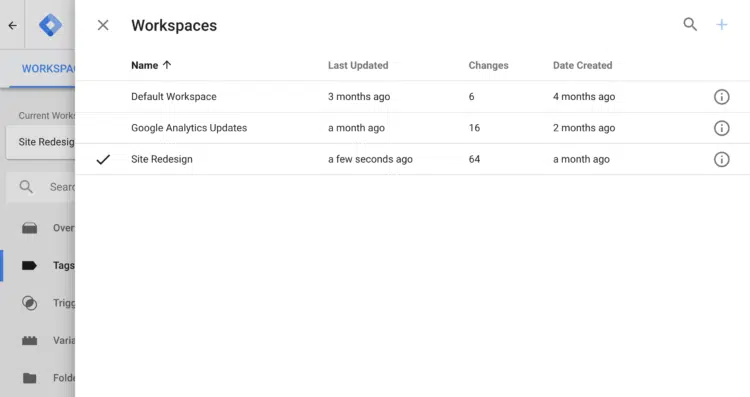 Workspaces
Name Last Updated Changes Date Created
Default Workspace 3 months ago 6 4 months ago
Google Analytics Updates a month ago 16 2 months ago
Site Redesign a few seconds ago 64 a month ago
WORKSPA
Current Works
Site Redesig
Sear
Over
Tags
Trigg
Varia
Folde